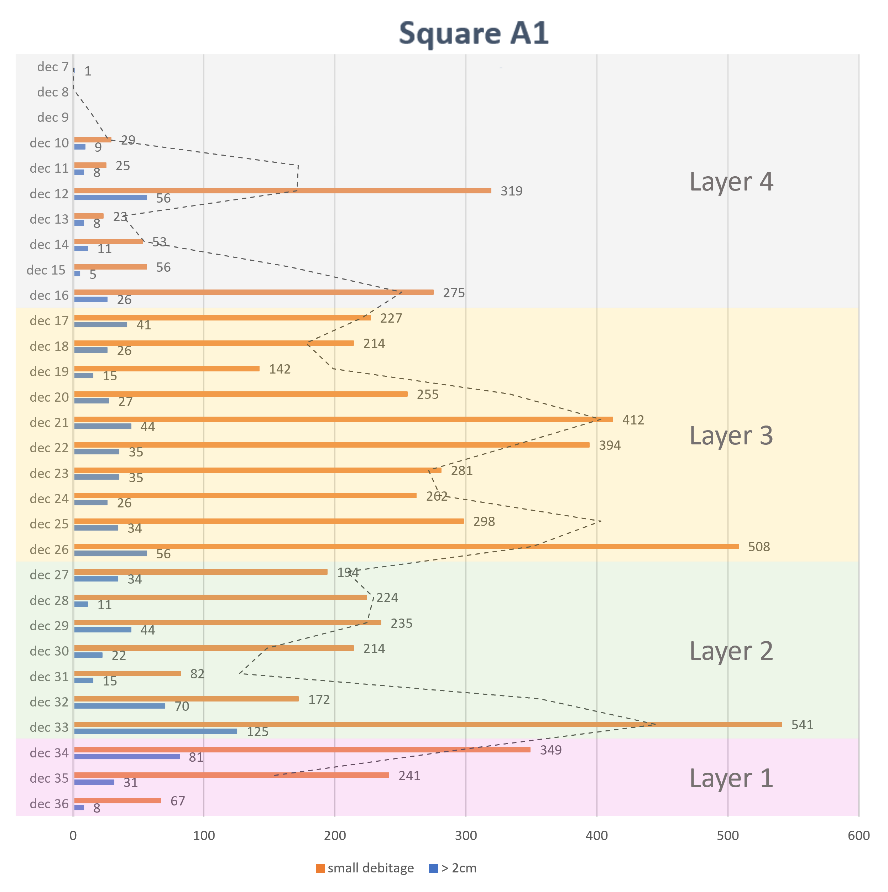 Square A1
dec 7
1
dec 8
dec 9
dec 10
29
9
dec 11
25
8
dec 12
319
56
dec 13
23
8
dec 14
53
11
dec 15
56
5
dec 16
275
26
Layer 4
dec 17
227
41
dec 18
214
26
dec 19
142
15
dec 20
255
27
dec 21
412
44
dec 22
394
35
dec 23
281
35
dec 24
262
26
dec 25
298
34
dec 26
508
56
Layer 3
dec 27
194
34
dec 28
224
11
dec 29
235
44
dec 30
214
22
dec 31
82
15
dec 32
172
70
dec 33
541
125
Layer 2
dec 34
349
81
dec 35
241
31
dec 36
67
8
Layer 1
0 100 200 300 400 500 600
small debitage > 2cm